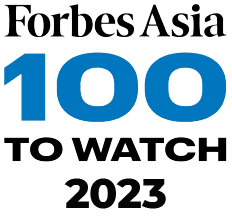 Forbes Asia
100
TO WATCH
2023